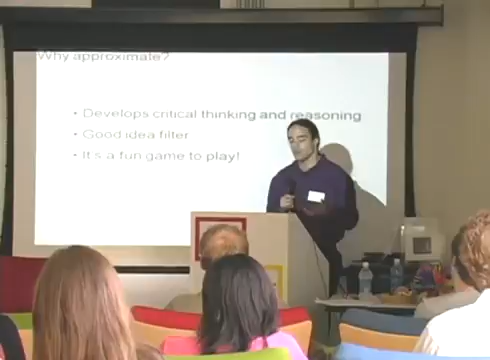 Why approximate?
• Develops critical thinking and reasoning
• Good idea filter
• It's a fun game to play!